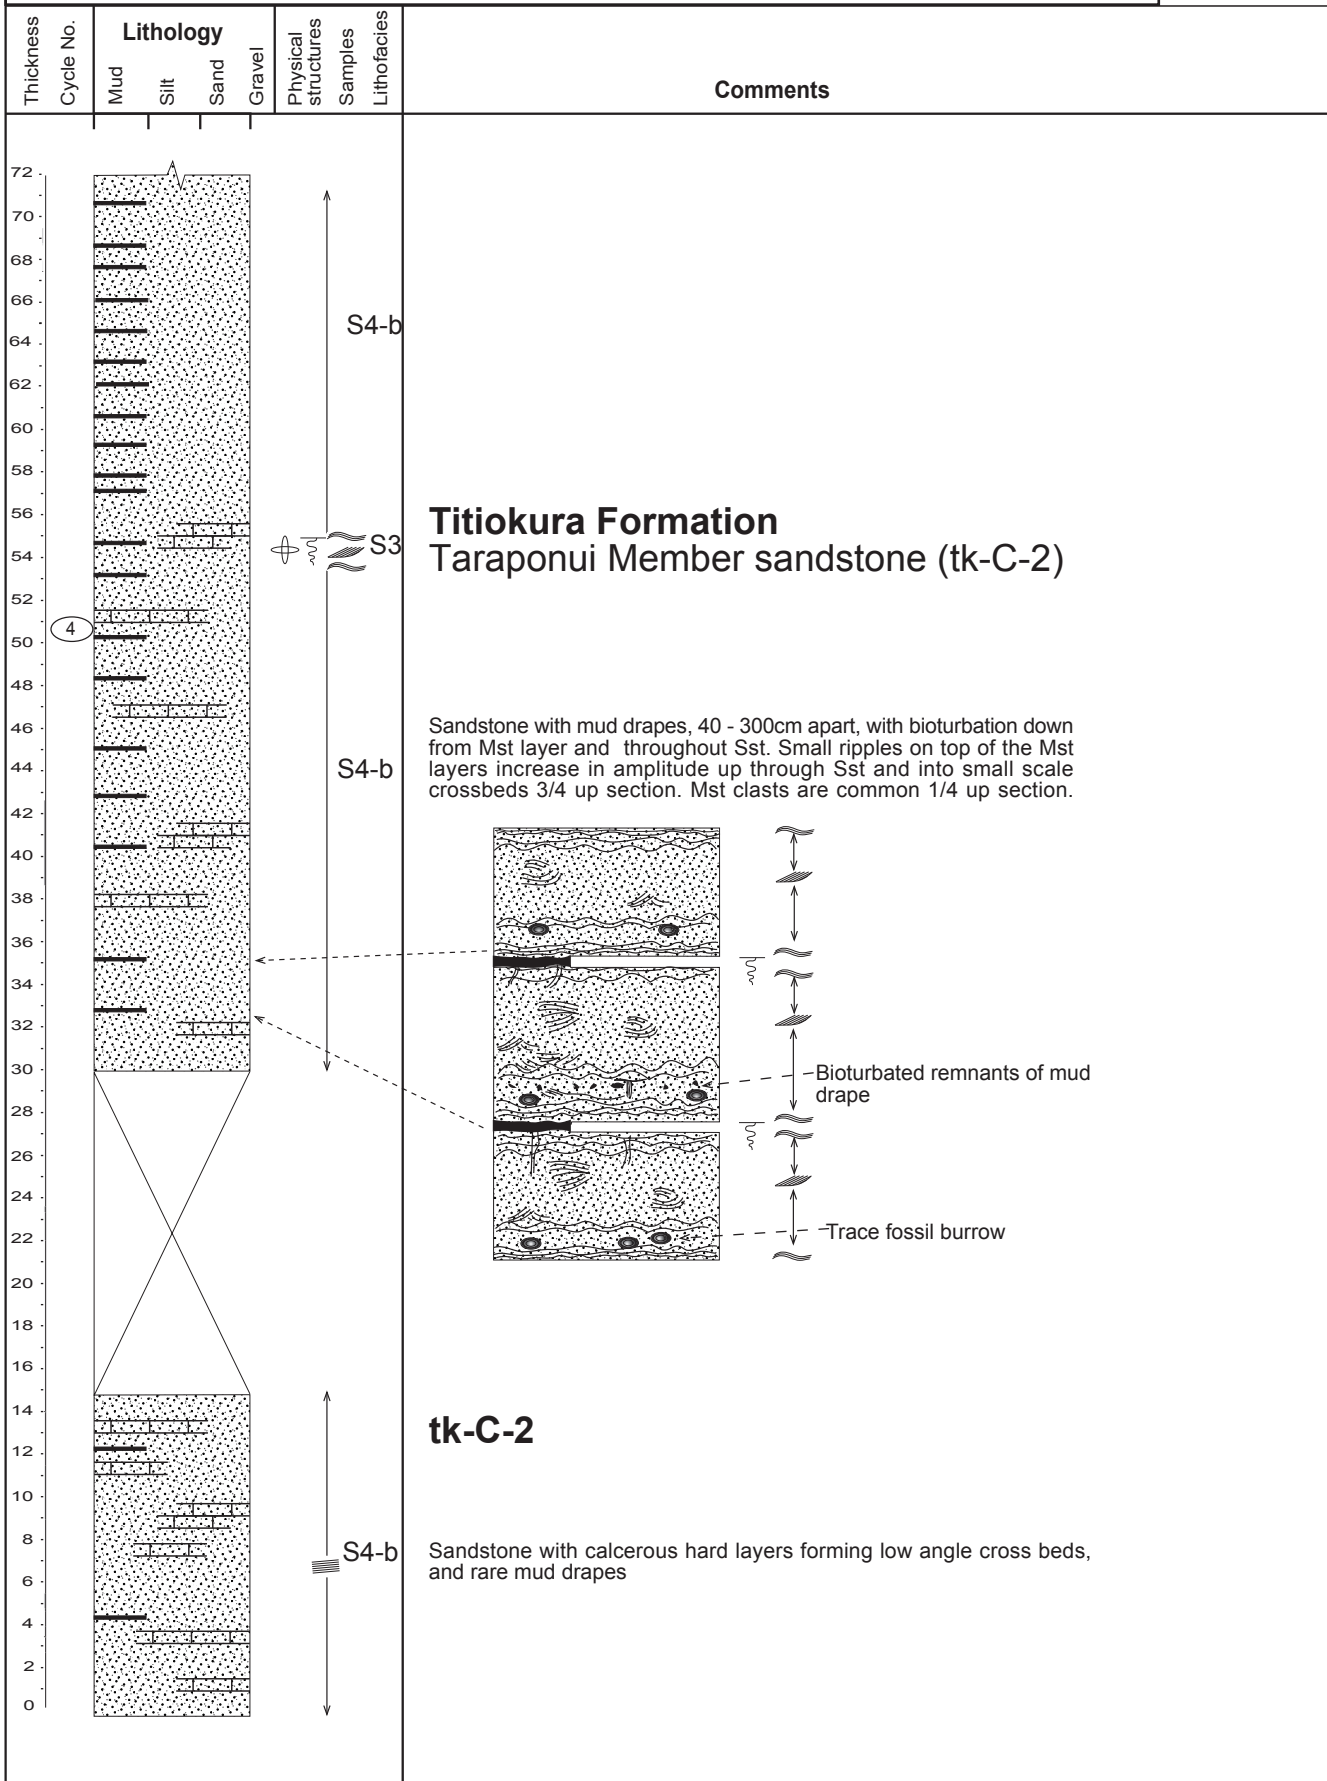 Thickness
Cycle No.
Lithology
Mud
Silt
Sand
Gravel
Physical
structures
Samples
Lithofacies
Comments
72
70
68
66
64
62
60
58
56
54
52
50
48
46
44
42
40
38
36
34
32
30
28
26
24
22
20
18
16
14
12
10
8
6
4
2
0
4
S4-b
S3
S4-b
S4-b
Titiokura Formation
Taraponui Member sandstone (tk-C-2)
Sandstone with mud drapes, 40 - 300cm apart, with bioturbation down
from Mst layer and throughout Sst. Small ripples on top of the Mst
layers increase in amplitude up through Sst and into small scale
crossbeds 3/4 up section. Mst clasts are common 1/4 up section.
Bioturbated remnants of mud
drape
Trace fossil burrow
tk-C-2
Sandstone with calcerous hard layers forming low angle cross beds,
and rare mud drapes